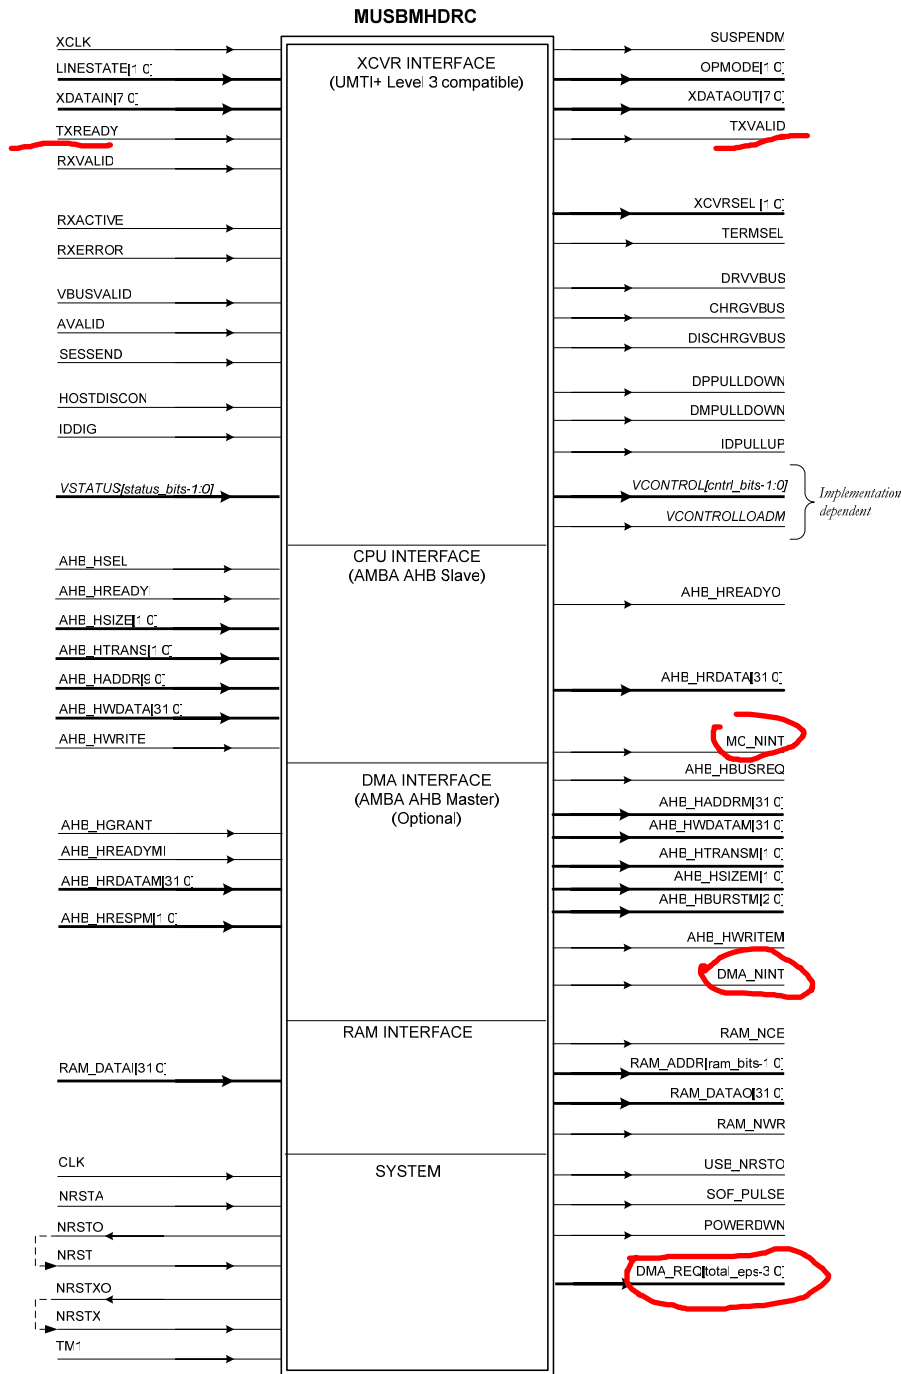 MUSBMHDRC
XCLK
LINESTATE[1 0]
XDATAIN[7 0]
TXREADY
RXVALID
RXACTIVE
RXERROR
VBUSVALID
AVALID
SESSEND
HOSTDISCON
IDDIG
VSTATUS[status_bits-1:0]
AHB_HSEL
AHB_HREADYI
AHB_HSIZE[1 0]
AHB_HTRANS[1 0]
AHB_HADDR[9 0]
AHB_HWDATA[31 0]
AHB_HWRITE
AHB_HGRANT
AHB_HREADYMI
AHB_HRDATAM[31 0]
AHB_HRESPM[1 0]
RAM_DATAI[31 0]
CLK
NRSTA
NRSTO
NRST
NRSTXO
NRSTX
TM1
XCVR INTERFACE
(UMTI+ Level 3 compatible)
CPU INTERFACE
(AMBA AHB Slave)
DMA INTERFACE
(AMBA AHB Master)
(Optional)
RAM INTERFACE
SYSTEM
SUSPENDM
OPMODE[1 0]
XDATAOUT[7 0]
TXVALID
XCVRSEL [1 0]
TERMSEL
DRVVBUS
CHRGVBUS
DISCHRGVBUS
DPPULLDOWN
DMPULLDOWN
IDPULLUP
VCONTROL[cntrl_bits-1:0]
VCONTROLLOADM
Implementation
dependent
AHB_HREADYO
AHB_HRDATA[31 0]
MC_NINT
AHB_HBUSREQ
AHB_HADDRM[31 0]
AHB_HWDATAM[31 0]
AHB_HTRANSM[1 0]
AHB_HSIZEM[1 0]
AHB_HBURSTM[2 0]
AHB_HWRITEM
DMA_NINT
RAM_NCE
RAM_ADDR[ram_bits-1 0]
RAM_DATAO[31 0]
RAM_NWR
USB_NRSTO
SOF_PULSE
POWERDWN
DMA_REQ[total_eps-3 0]